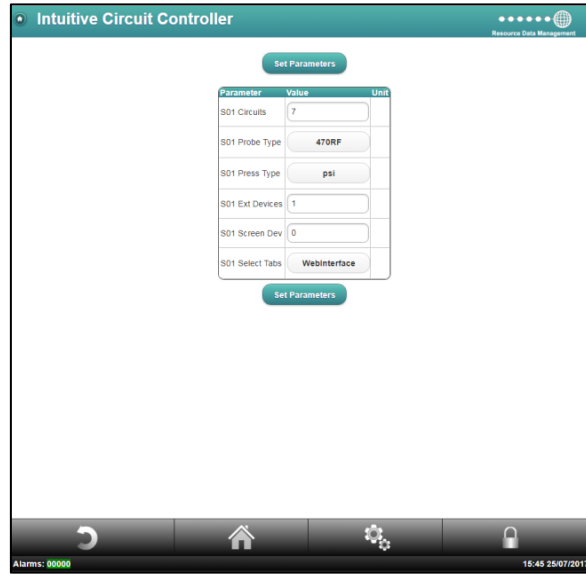 Intuitive Circuit Controller
Resource Data Management
Set Parameters
Parameter Value Unit
S01 Circuits 7
S01 Probe Type 470RF
S01 Press Type psi
S01 Ext Devices 1
S01 Screen Dev 0
S01 Select Tabs WebInterface
Set Parameters
Alarms: 00000 15:45 25/07/201